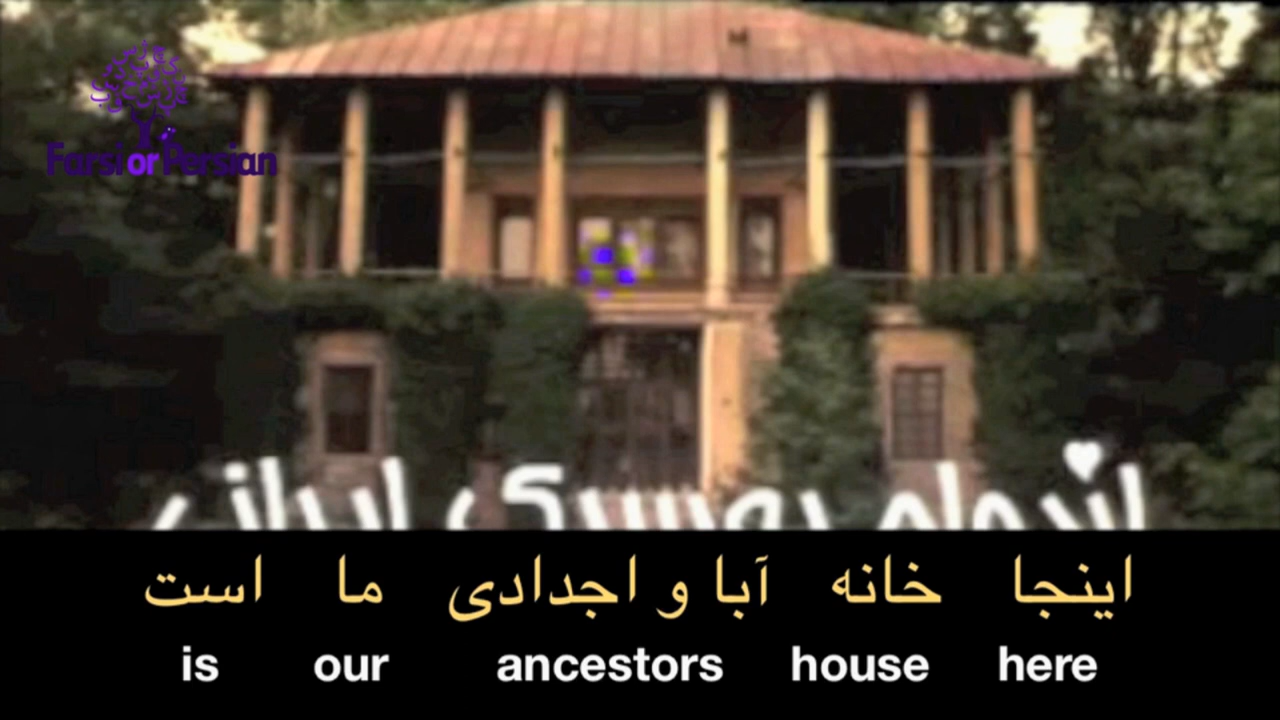 Farsi or Persian
اینجا خانه آبا و اجدادی ما است
is our ancestors house here